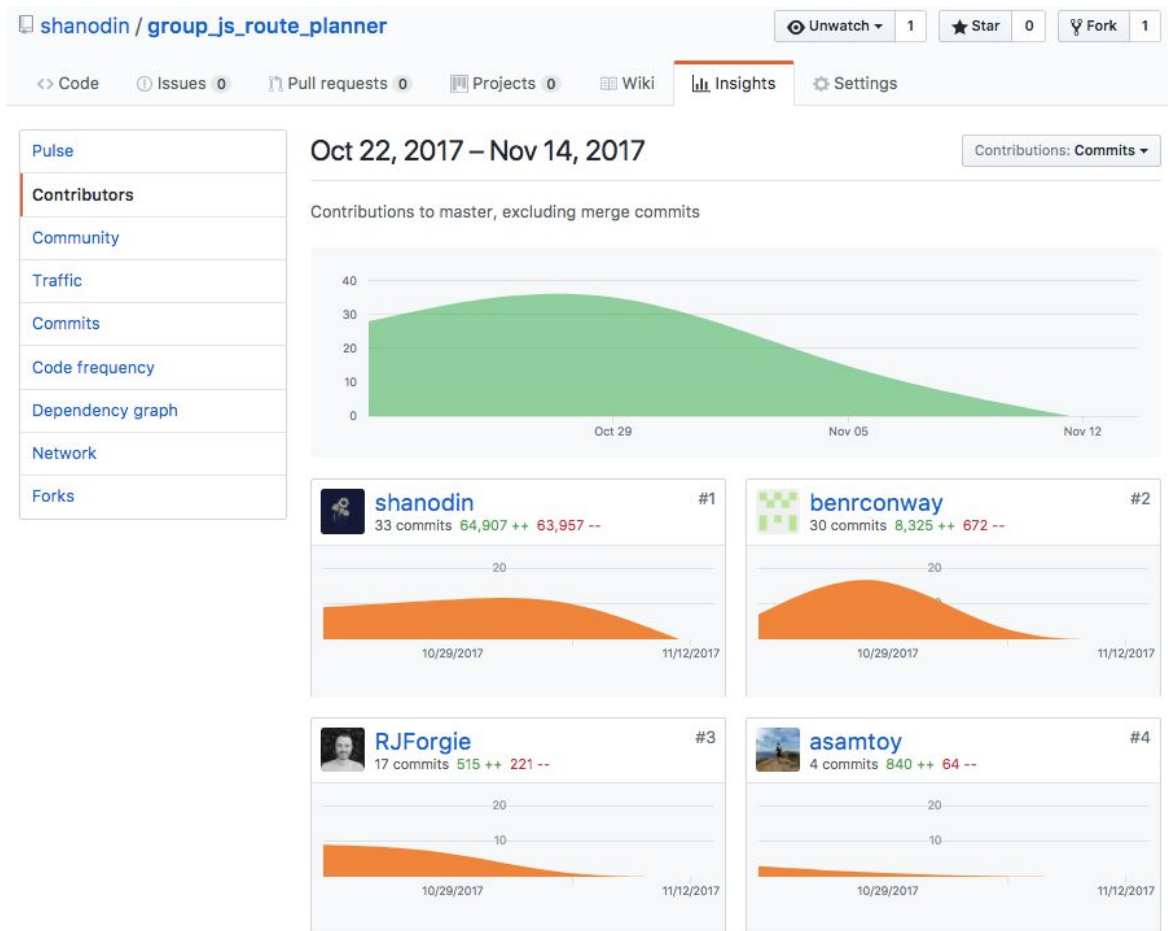 shanodin / group_js_route_planner
Unwatch 1 Star 0 Fork 1
Code Issues 0 Pull requests 0 Projects 0 Wiki Insights Settings
Pulse
Contributors
Community
Traffic
Commits
Code frequency
Dependency graph
Network
Forks
Oct 22, 2017 – Nov 14, 2017
Contributions: Commits
Contributions to master, excluding merge commits
40
30
20
10
0
Oct 29 Nov 05 Nov 12
shanodin #1
33 commits 64,907 ++ 63,957 --
20
10/29/2017 11/12/2017
benrconway #2
30 commits 8,325 ++ 672 --
20
10/29/2017 11/12/2017
RJForgie #3
17 commits 515 ++ 221 --
20
10
10/29/2017 11/12/2017
asamtoy #4
4 commits 840 ++ 64 --
20
10
10/29/2017 11/12/2017